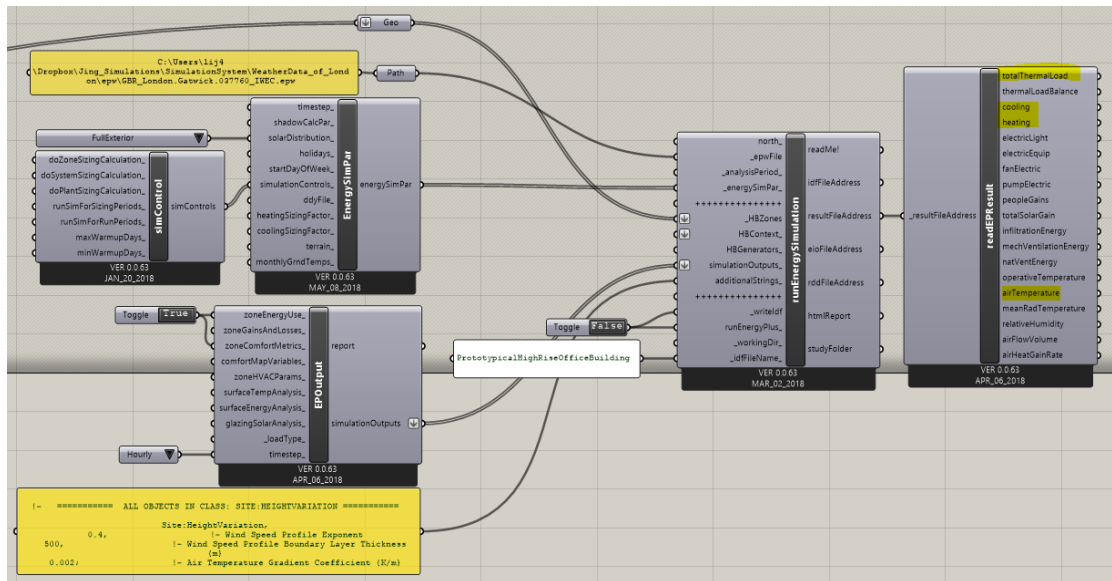 Geo
C:\Users\lij4
\Dropbox\Jing_Simulations\SimulationSystem\WeatherData_of_Lond
on\epw\GBR_London.Gatwick.037760_IWEC.epw
Path
FullExterior
doZoneSizingCalculation_
doSystemSizingCalculation_
doPlantSizingCalculation_
runSimForSizingPeriods_
runSimForRunPeriods_
maxWarmupDays_
minWarmupDays_
simControl
simControls
VER 0.0.63
JAN_20_2018
timestep_
shadowCalcPar_
solarDistribution_
holidays_
startDayOfWeek_
simulationControls_
ddyFile_
heatingSizingFactor_
coolingSizingFactor_
terrain_
monthlyGrndTemps_
EnergySimPar
energySimPar
VER 0.0.63
MAY_08_2018
Toggle True
zoneEnergyUse_
zoneGainsAndLosses_
zoneComfortMetrics_
comfortMapVariables_
zoneHVACParams_
surfaceTempAnalysis_
surfaceEnergyAnalysis_
glazingSolarAnalysis_
_loadType_
timestep_
EPOutput
report
simulationOutputs
VER 0.0.63
APR_06_2018
Hourly
!- =========== ALL OBJECTS IN CLASS: SITE:HEIGHTVARIATION ===========
Site:HeightVariation,
0.4, !- Wind Speed Profile Exponent
500, !- Wind Speed Profile Boundary Layer Thickness
{m}
0.002; !- Air Temperature Gradient Coefficient {K/m}
Toggle False
PrototypicalHighRiseOfficeBuilding
north_
_epwFile
_analysisPeriod_
_energySimPar_
+++++++++++++++
_HBZones
HBContext_
HBGenerators_
simulationOutputs_
additionalStrings_
+++++++++++++++
_writeIdf
runEnergyPlus_
_workingDir_
_idfFileName_
runEnergySimulation
readMe!
idfFileAddress
resultFileAddress
eioFileAddress
rddFileAddress
htmlReport
studyFolder
VER 0.0.63
MAR_02_2018
_resultFileAddress
readEPResult
totalThermalLoad
thermalLoadBalance
cooling
heating
electricLight
electricEquip
fanElectric
pumpElectric
peopleGains
totalSolarGain
infiltrationEnergy
mechVentilationEnergy
natVentEnergy
operativeTemperature
airTemperature
meanRadTemperature
relativeHumidity
airFlowVolume
airHeatGainRate
VER 0.0.63
APR_06_2018